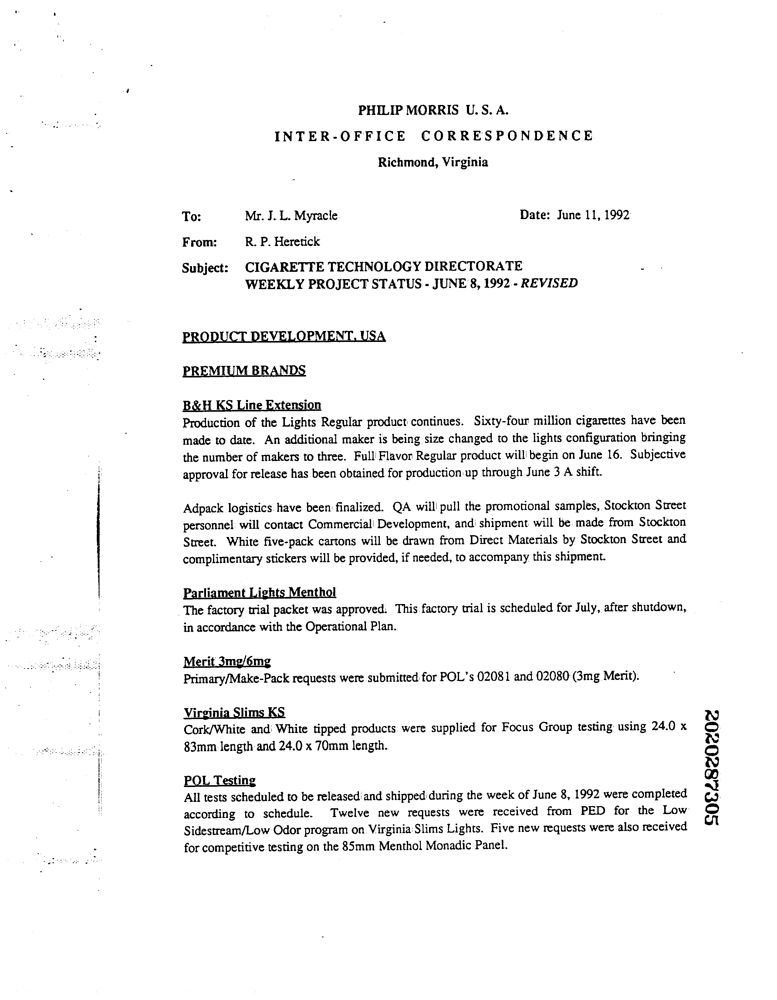 PHILIP MORRIS U. S. A.
INTER-OFFICE CORRESPONDENCE
Richmond, Virginia
To: Mr. J. L. Myracle Date: June 11, 1992
From: R. P. Heretick
Subject: CIGARETTE TECHNOLOGY DIRECTORATE
WEEKLY PROJECT STATUS - JUNE 8, 1992 - REVISED
PRODUCT DEVELOPMENT, USA
PREMIUM BRANDS
B&H KS Line Extension
Production of the Lights Regular product continues. Sixty-four million cigarettes have been
made to date. An additional maker is being size changed to the lights configuration bringing
the number of makers to three. Full Flavor Regular product will begin on June 16. Subjective
approval for release has been obtained for production up through June 3 A shift.
Adpack logistics have been finalized. QA will pull the promotional samples, Stockton Street
personnel will contact Commercial Development, and shipment will be made from Stockton
Street. White five-pack cartons will be drawn from Direct Materials by Stockton Street and
complimentary stickers will be provided, if needed, to accompany this shipment.
Parliament Lights Menthol
The factory trial packet was approved. This factory trial is scheduled for July, after shutdown,
in accordance with the Operational Plan.
Merit 3mg/6mg
Primary/Make-Pack requests were submitted for POL's 02081 and 02080 (3mg Merit).
Virginia Slims KS
Cork/White and White tipped products were supplied for Focus Group testing using 24.0 x
83mm length and 24.0 x 70mm length.
POL Testing
All tests scheduled to be released and shipped during the week of June 8, 1992 were completed
according to schedule. Twelve new requests were received from PED for the Low
Sidestream/Low Odor program on Virginia Slims Lights. Five new requests were also received
for competitive testing on the 85mm Menthol Monadic Panel.
2020287305